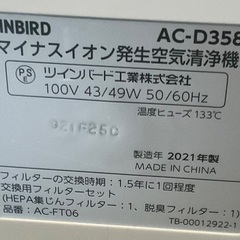 INBIRD AC-D358
マイナスイオン発生空気清浄機
PSE
ツインバード工業株式会社
100V 43/49W 50/60Hz
温度ヒューズ 133℃
製造年 2021年製
MADE IN CHINA
フィルターの交換時期：1.5年に1回程度
交換用フィルターセット
(HEPA集じんフィルター：1、脱臭フィルター：1)
品名：AC-FT06
TB-00012922-1